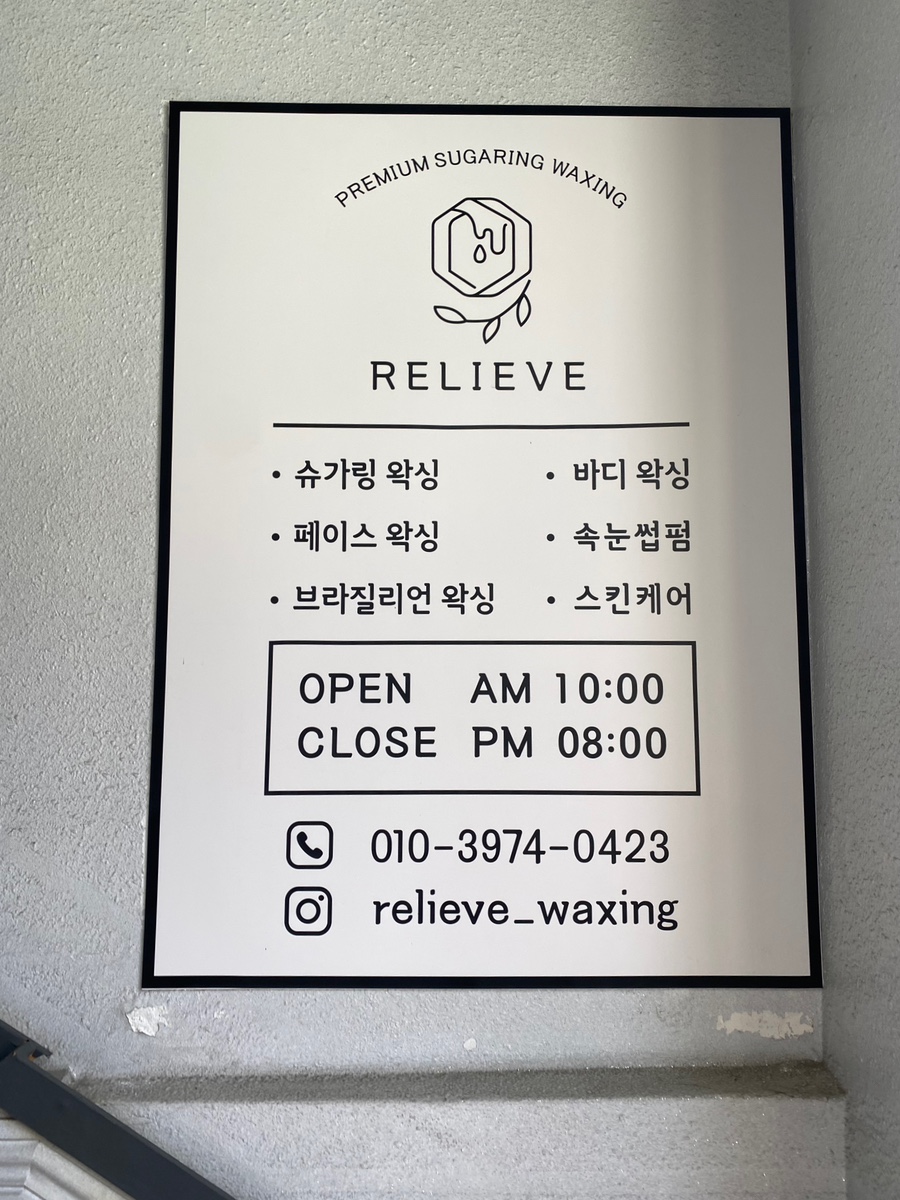 PREMIUM SUGARING WAXING
RELIEVE
• 슈가링 왁싱
• 바디 왁싱
• 페이스 왁싱
• 속눈썹펌
• 브라질리언 왁싱
• 스킨케어
OPEN AM 10:00
CLOSE PM 08:00
010-3974-0423
relieve_waxing